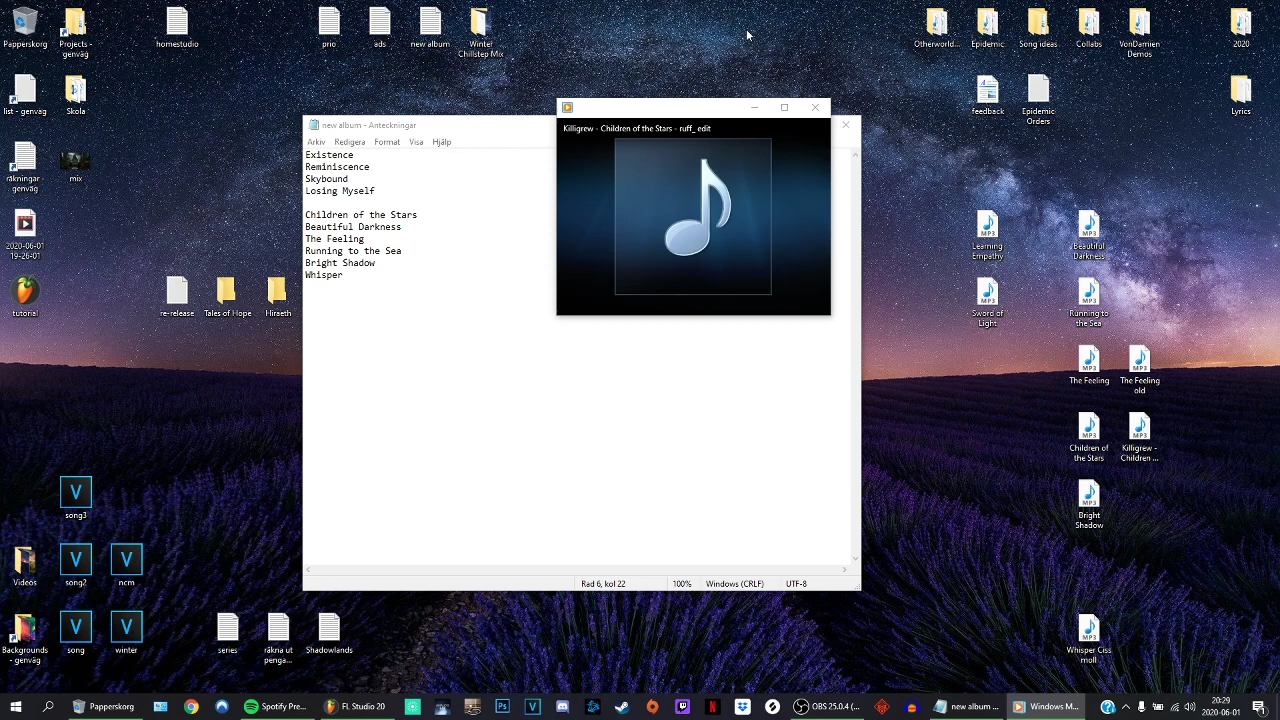 Papperskorg
Projects - genväg
homestudio
prio
ads
new album
Winter Chillstep Mix
Otherworld...
Epidemic
Song ideas
Collabs
VonDamien Demos
2020
list - genväg
Skola
feedback
Epidemic Orders
Lyrics
new album - Anteckningar
Arkiv Redigera Format Visa Hjälp
Existence
Reminiscence
Skybound
Losing Myself
Children of the Stars
Beautiful Darkness
The Feeling
Running to the Sea
Bright Shadow
Whisper
Killigrew - Children of the Stars - ruff_edit
genväg
mix
2020-06-01 19-26-01
tutorial
Tales of Hope
Hiraeth
Learning Empathy
Beautiful Darkness
Sword of Light
Running to the Sea
The Feeling
The Feeling old
Children of the Stars
Killigrew - Children ...
Bright Shadow
Whisper Ciss moll
song3
Videos
song2
ncm
Backgrounds - genväg
song
winter
series
räkna ut penga...
Shadowlands
Rad 6, kol 22
100%
Windows (CRLF)
UTF-8
Papperskorg
Spotify Pre...
FL Studio 20
OBS 25.0.4 (...
new album ...
Windows M...
20:29
2020-06-01